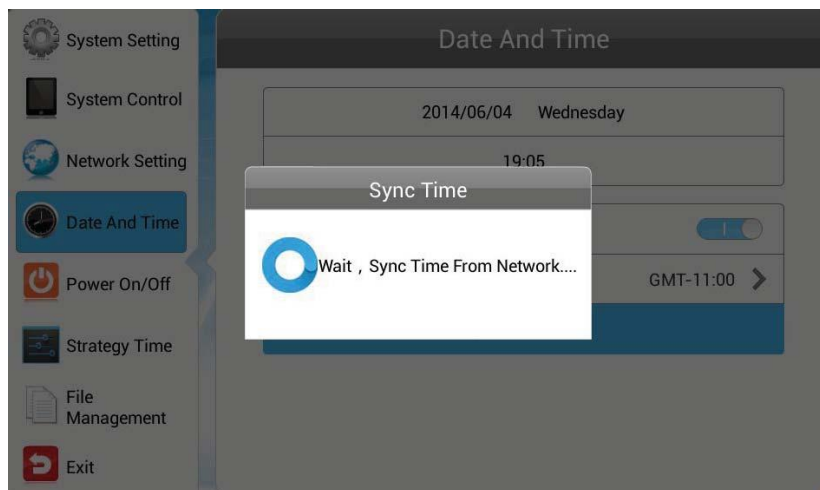 System Setting
System Control
Network Setting
Date And Time
Power On/Off
Strategy Time
File
Management
Exit
Date And Time
2014/06/04 Wednesday
19:05
Sync Time
Wait , Sync Time From Network....
GMT-11:00